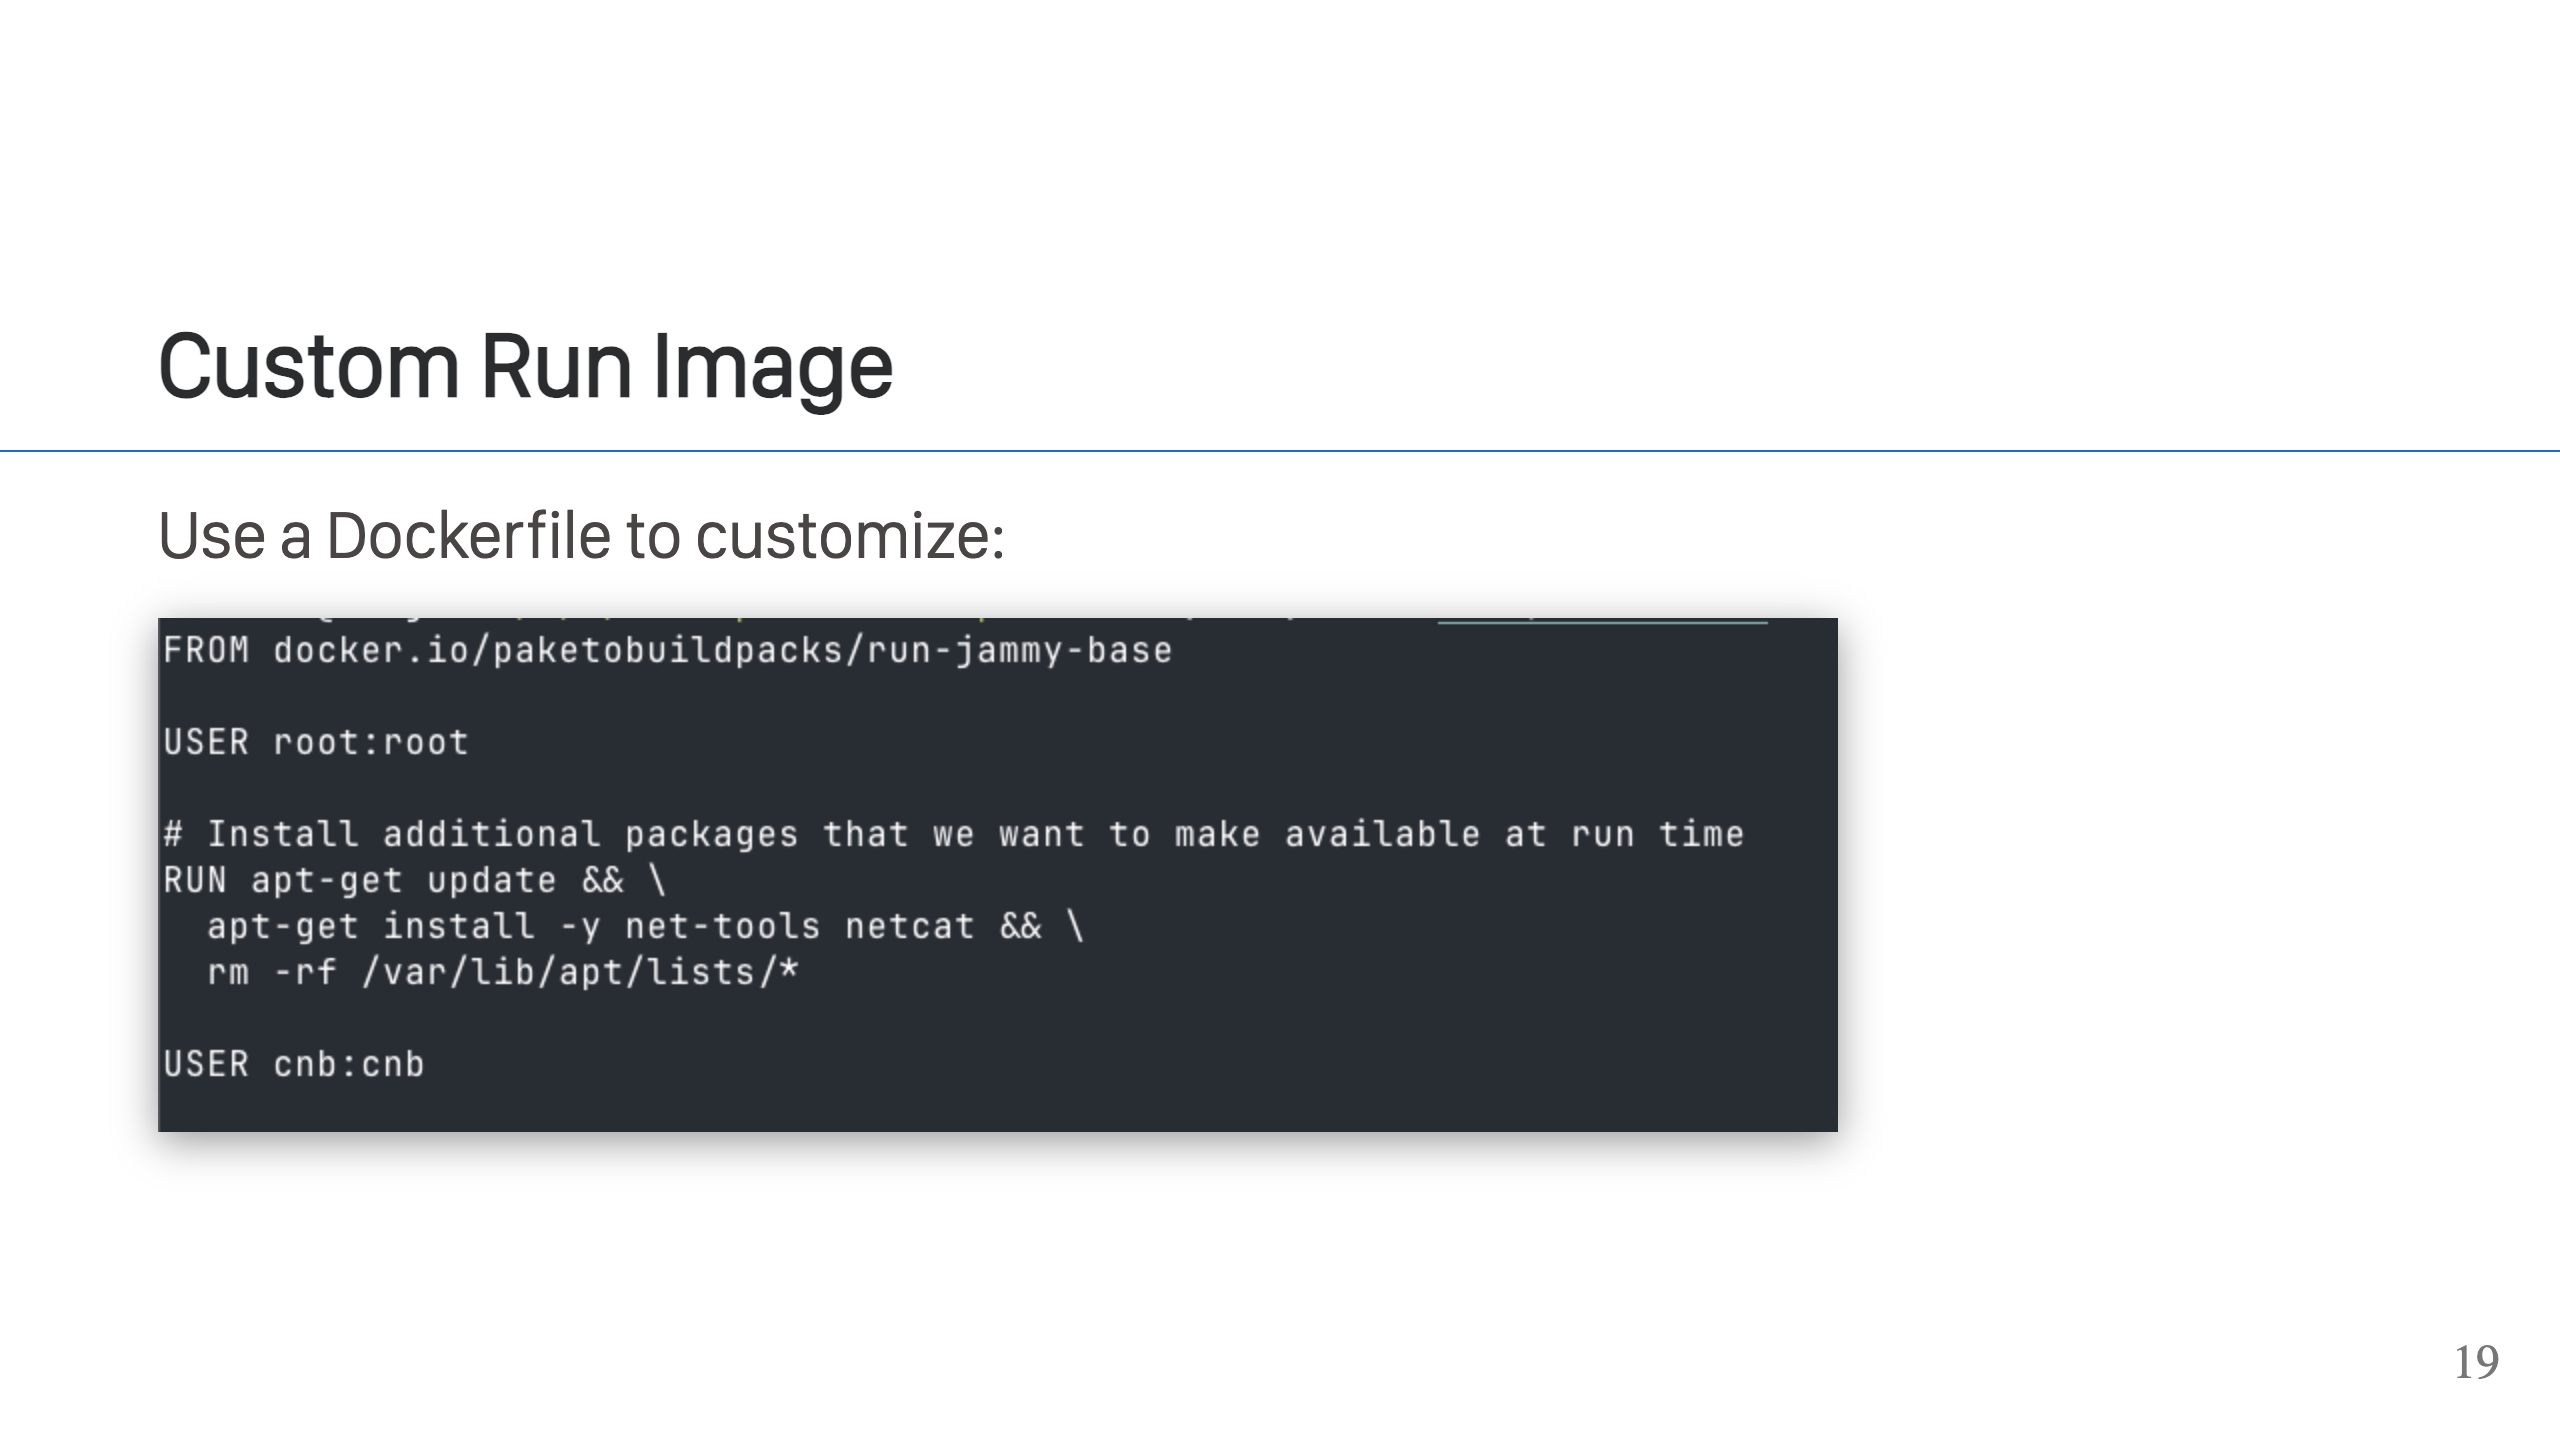 Custom Run Image
Use a Dockerfile to customize:
FROM docker.io/paketobuildpacks/run-jammy-base
USER root:root
# Install additional packages that we want to make available at run time
RUN apt-get update && \
  apt-get install -y net-tools netcat && \
  rm -rf /var/lib/apt/lists/*
USER cnb:cnb
19